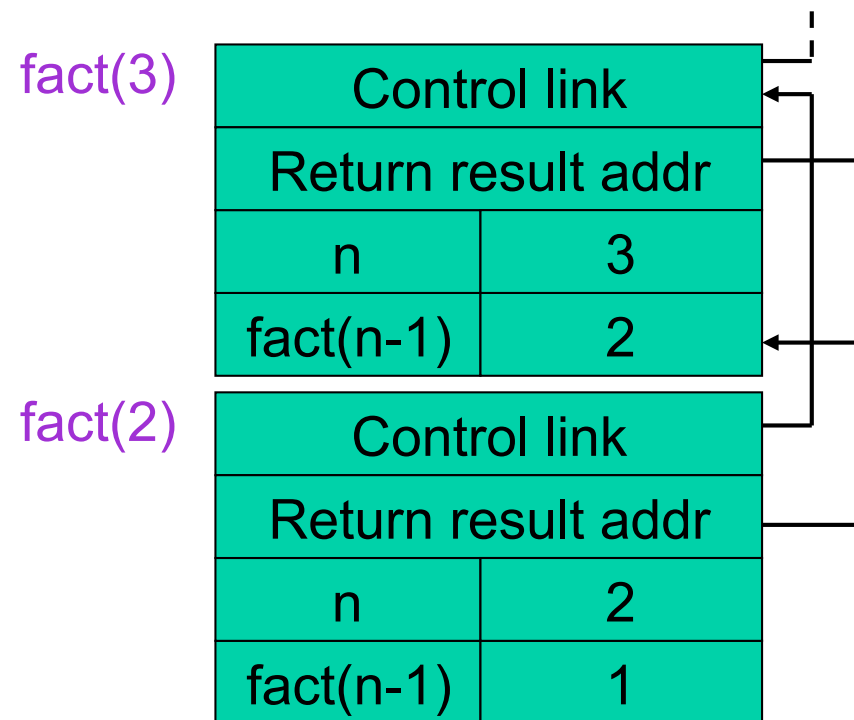 fact(3)
Control link
Return result addr
n 3
fact(n-1) 2
fact(2)
Control link
Return result addr
n 2
fact(n-1) 1